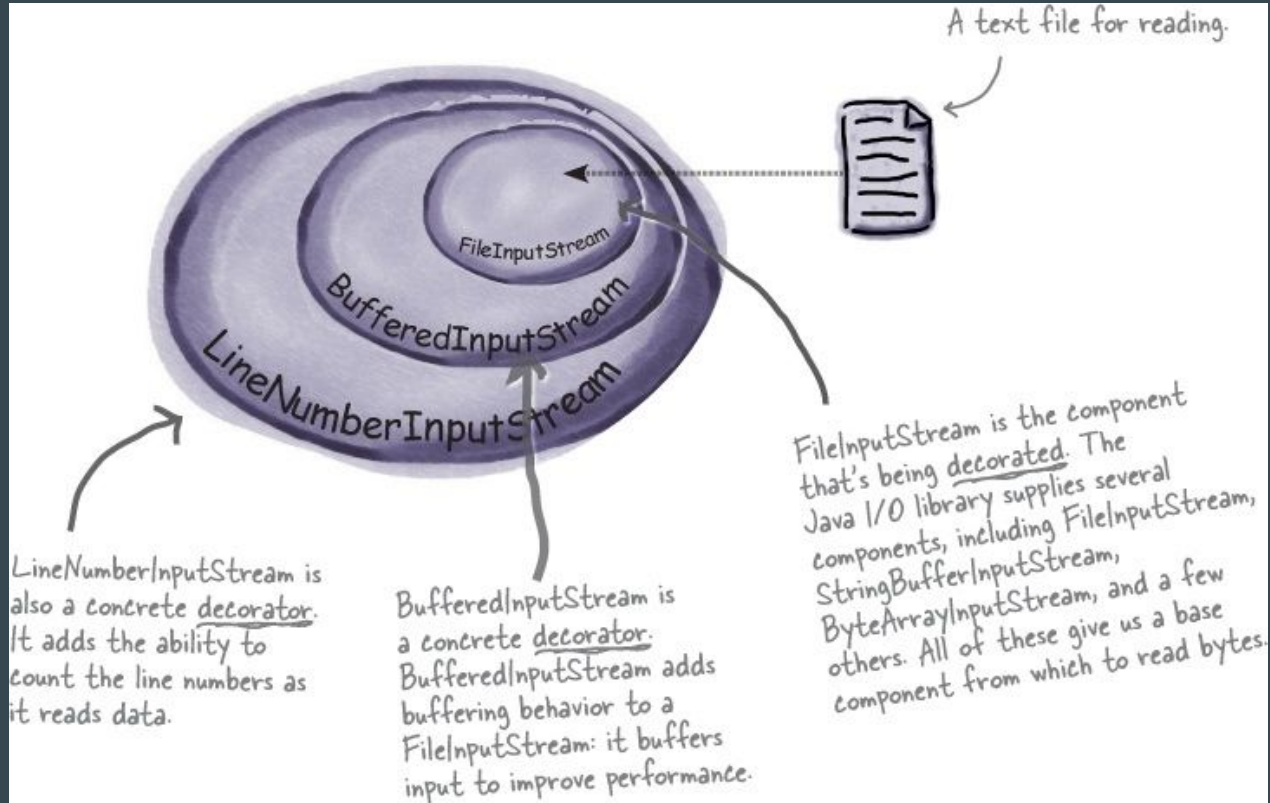 A text file for reading.
FileInputStream
BufferedInputStream
LineNumberInputStream
LineNumberInputStream is
also a concrete decorator.
It adds the ability to
count the line numbers as
it reads data.
BufferedInputStream is
a concrete decorator.
BufferedInputStream adds
buffering behavior to a
FileInputStream: it buffers
input to improve performance.
FileInputStream is the component
that's being decorated. The
Java I/O library supplies several
components, including FileInputStream,
StringBufferInputStream,
ByteArrayInputStream, and a few
others. All of these give us a base
component from which to read bytes.